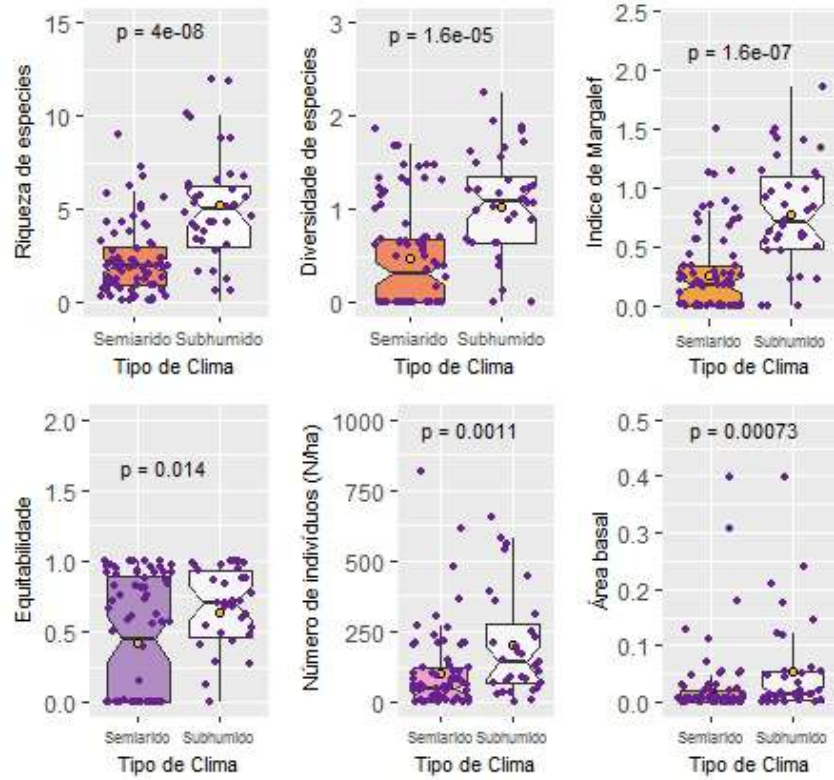 Riqueza de especies
15
10
5
0
p = 4e-08
Semiarido Subhumido
Tipo de Clima
Diversidade de especies
3
2
1
0
p = 1.6e-05
Semiarido Subhumido
Tipo de Clima
Indice de Margalef
2.5
2.0
1.5
1.0
0.5
0.0
p = 1.6e-07
Semiarido Subhumido
Tipo de Clima
Equitabilidade
2.0
1.5
1.0
0.5
0.0
p = 0.014
Semiarido Subhumido
Tipo de Clima
Número de indivíduos (N/ha)
1000
750
500
250
0
p = 0.0011
Semiarido Subhumido
Tipo de Clima
Área basal
0.5
0.4
0.3
0.2
0.1
0.0
p = 0.00073
Semiarido Subhumido
Tipo de Clima